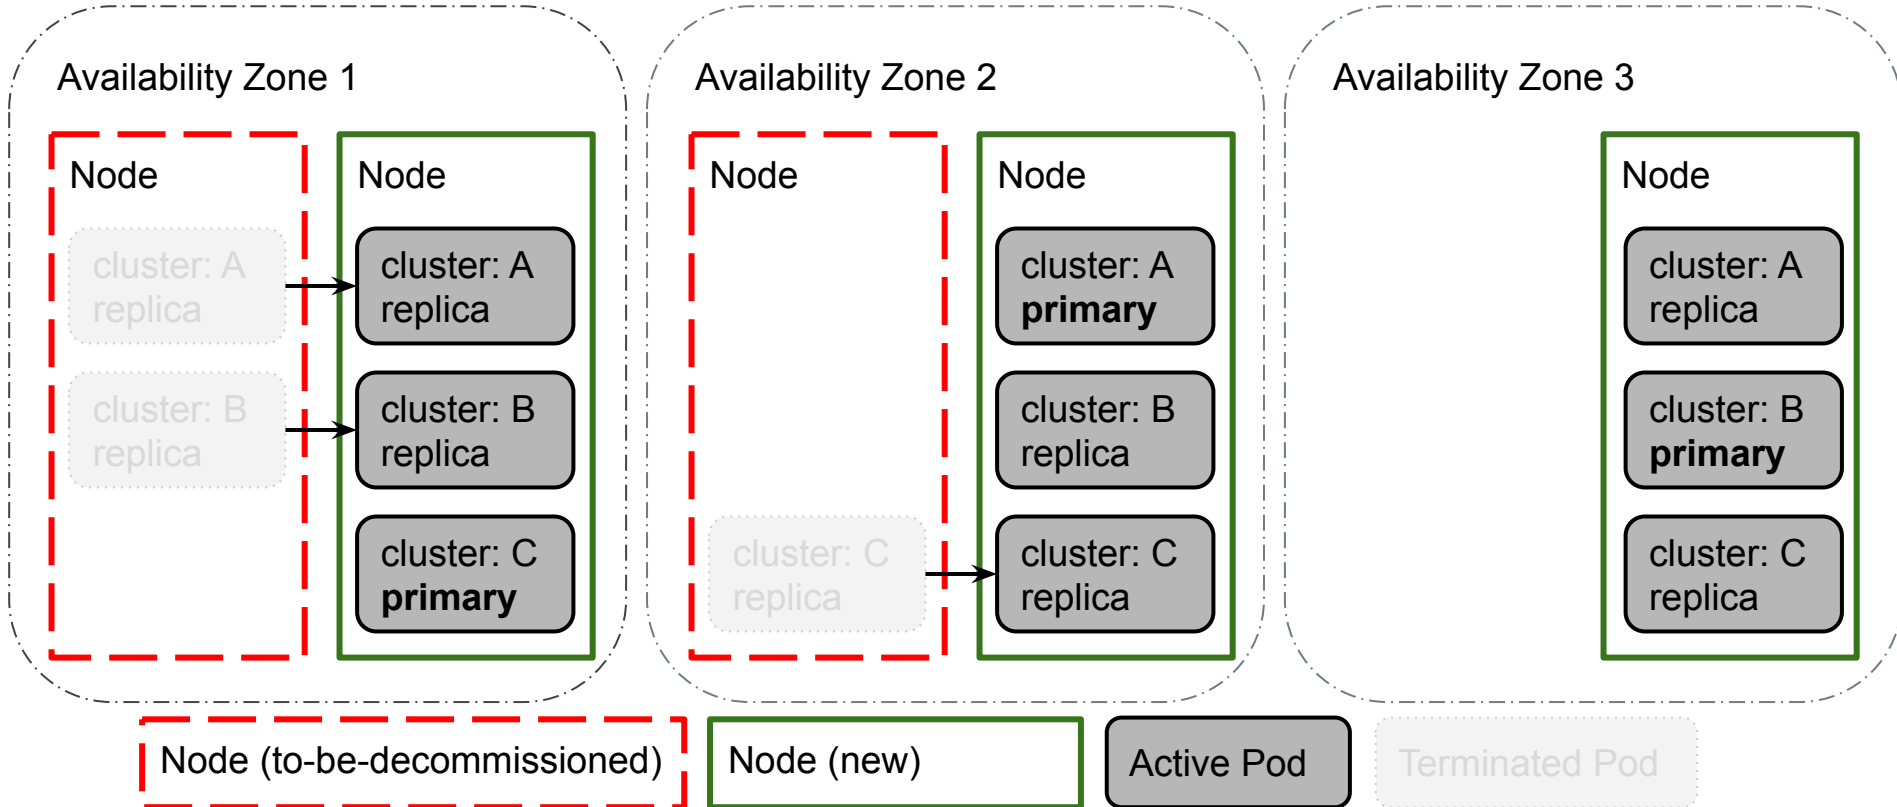 Availability Zone 1
Node
cluster: A
replica
cluster: B
replica
Node
cluster: A
replica
cluster: B
replica
cluster: C
primary
Availability Zone 2
Node
cluster: C
replica
Node
cluster: A
primary
cluster: B
replica
cluster: C
replica
Availability Zone 3
Node
cluster: A
replica
cluster: B
primary
cluster: C
replica
Node (to-be-decommissioned)
Node (new)
Active Pod
Terminated Pod